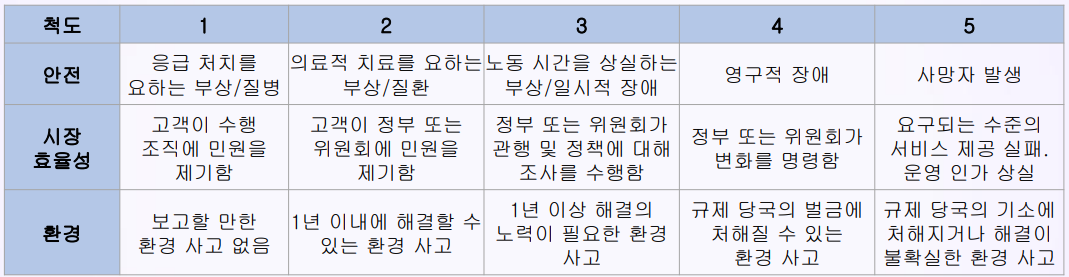 척도 1 2 3 4 5
안전
응급 처치를
요하는 부상/질병
의료적 치료를 요하는
부상/질환
노동 시간을 상실하는
부상/일시적 장애
영구적 장애
사망자 발생
시장
효율성
고객이 수행
조직에 민원을
제기함
고객이 정부 또는
위원회에 민원을
제기함
정부 또는 위원회가
관행 및 정책에 대해
조사를 수행함
정부 또는 위원회가
변화를 명령함
요구되는 수준의
서비스 제공 실패.
운영 인가 상실
환경
보고할 만한
환경 사고 없음
1년 이내에 해결할 수
있는 환경 사고
1년 이상 해결의
노력이 필요한 환경
사고
규제 당국의 벌금에
처해질 수 있는
환경 사고
규제 당국의 기소에
처해지거나 해결이
불확실한 환경 사고